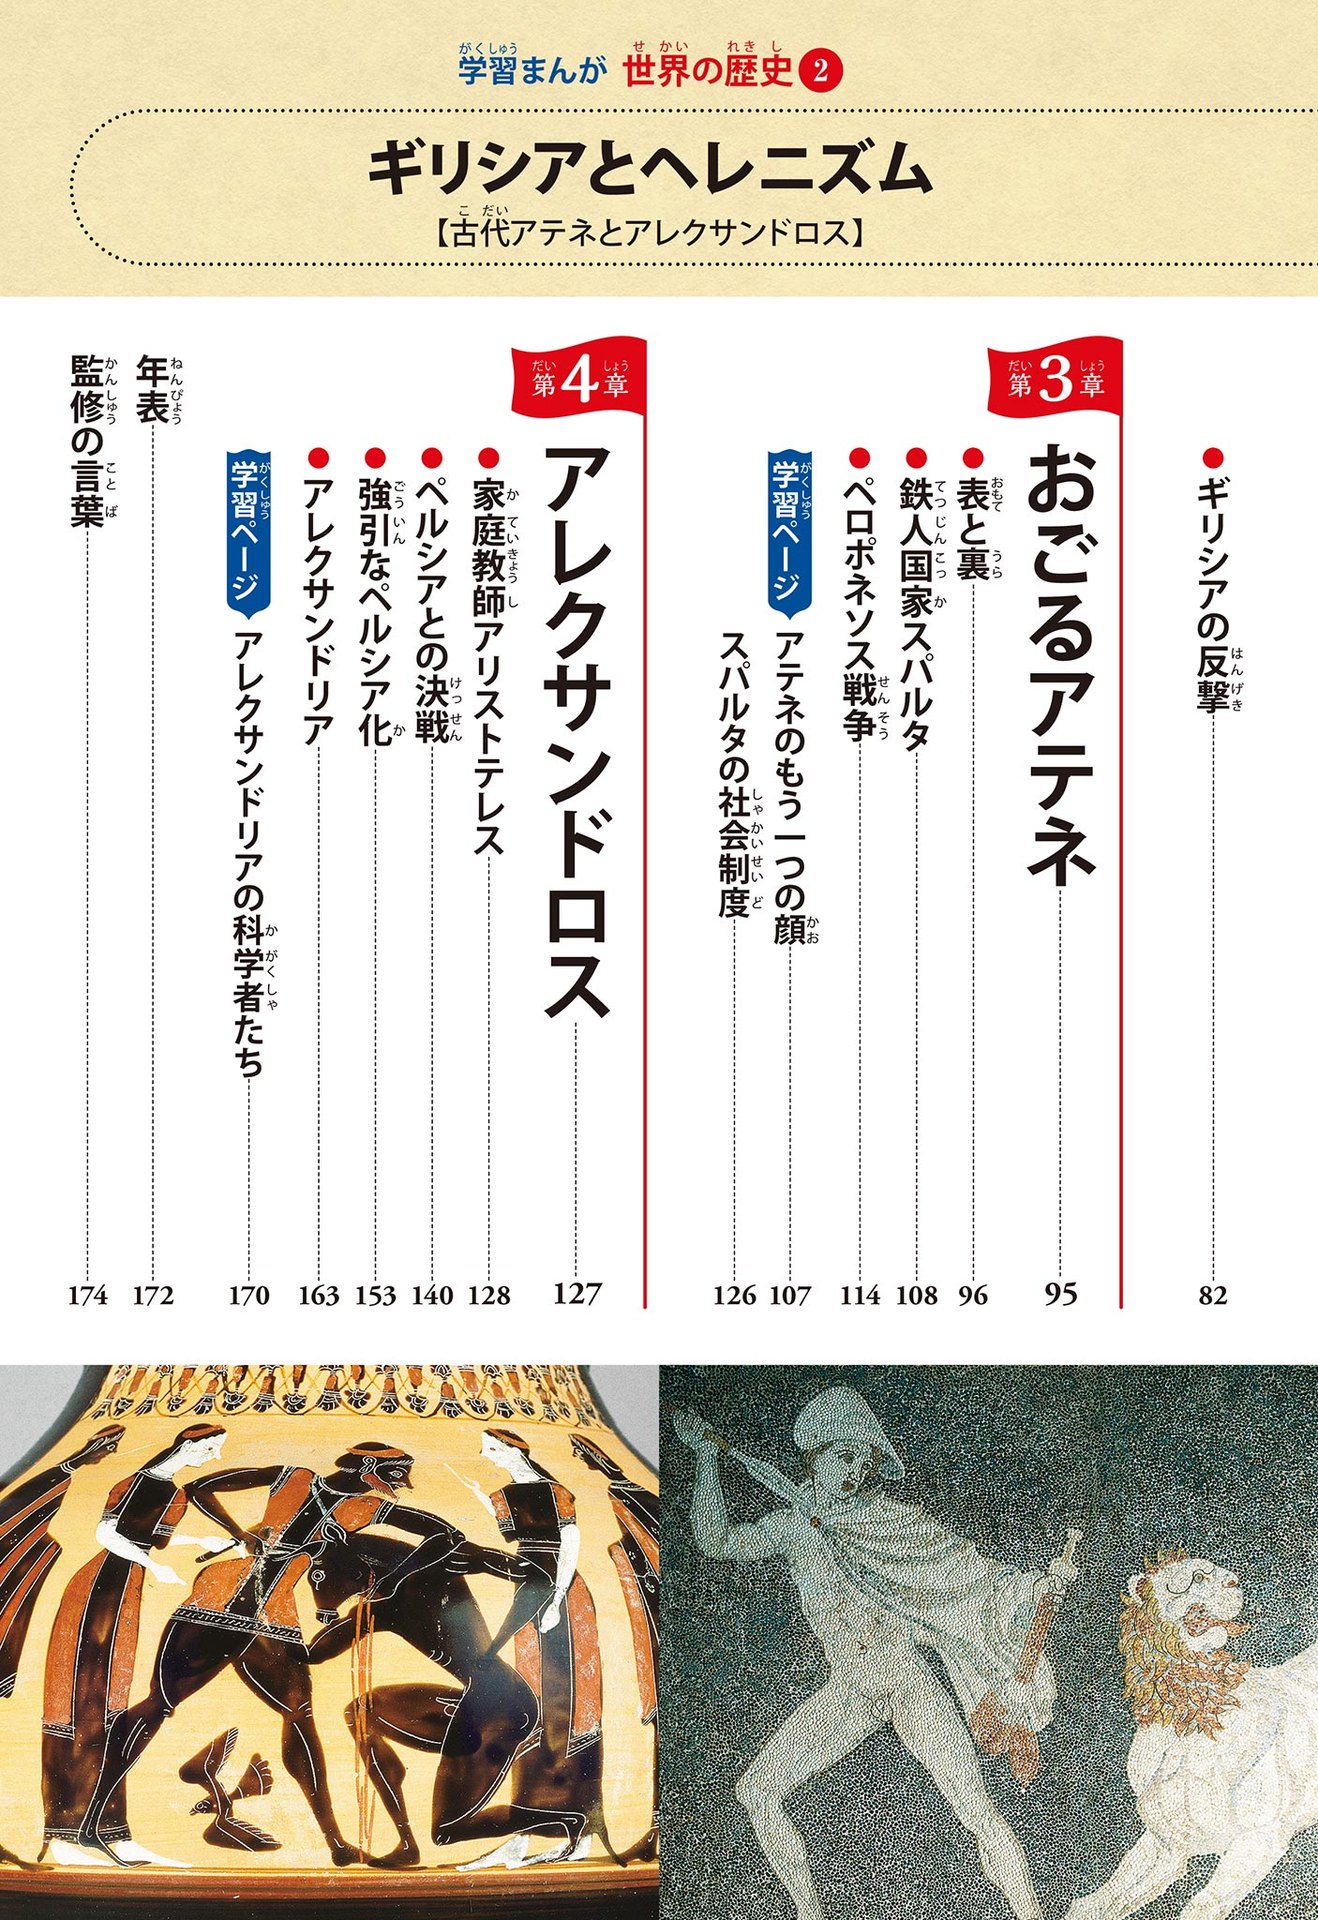 学習まんが 世界の歴史2
ギリシアとヘレニズム
【古代アテネとアレクサンドロス】
●ギリシアの反撃 82
第3章
おごるアテネ 95
●表と裏 96
●鉄人国家スパルタ 108
●ペロポネソス戦争 114
学習ページ
アテネのもう一つの顔 107
スパルタの社会制度 126
第4章
アレクサンドロス 127
●家庭教師アリストテレス 128
●ペルシアとの決戦 140
●強引なペルシア化 153
●アレクサンドリア 163
学習ページ
アレクサンドリアの科学者たち 170
年表 172
監修の言葉 174